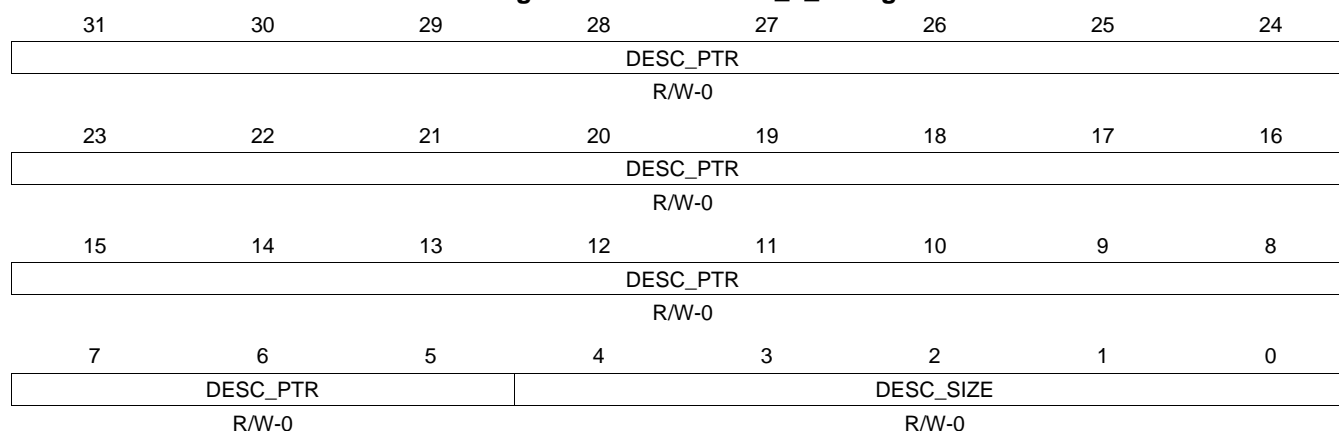 31 30 29 28 27 26 25 24
DESC_PTR
R/W-0
23 22 21 20 19 18 17 16
DESC_PTR
R/W-0
15 14 13 12 11 10 9 8
DESC_PTR
R/W-0
7 6 5 4 3 2 1 0
DESC_PTR DESC_SIZE
R/W-0 R/W-0